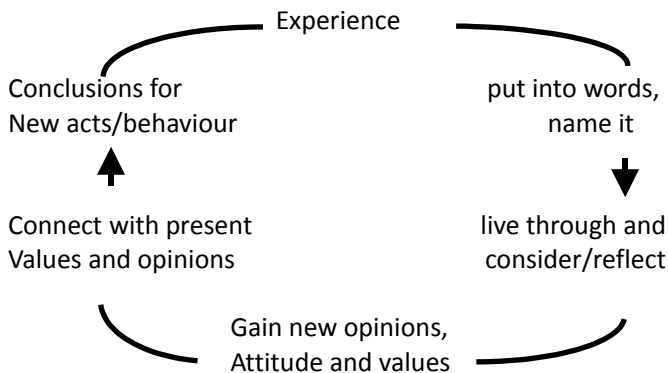 Experience
put into words,
name it
live through and
consider/reflect
Gain new opinions,
Attitude and values
Connect with present
Values and opinions
Conclusions for
New acts/behaviour